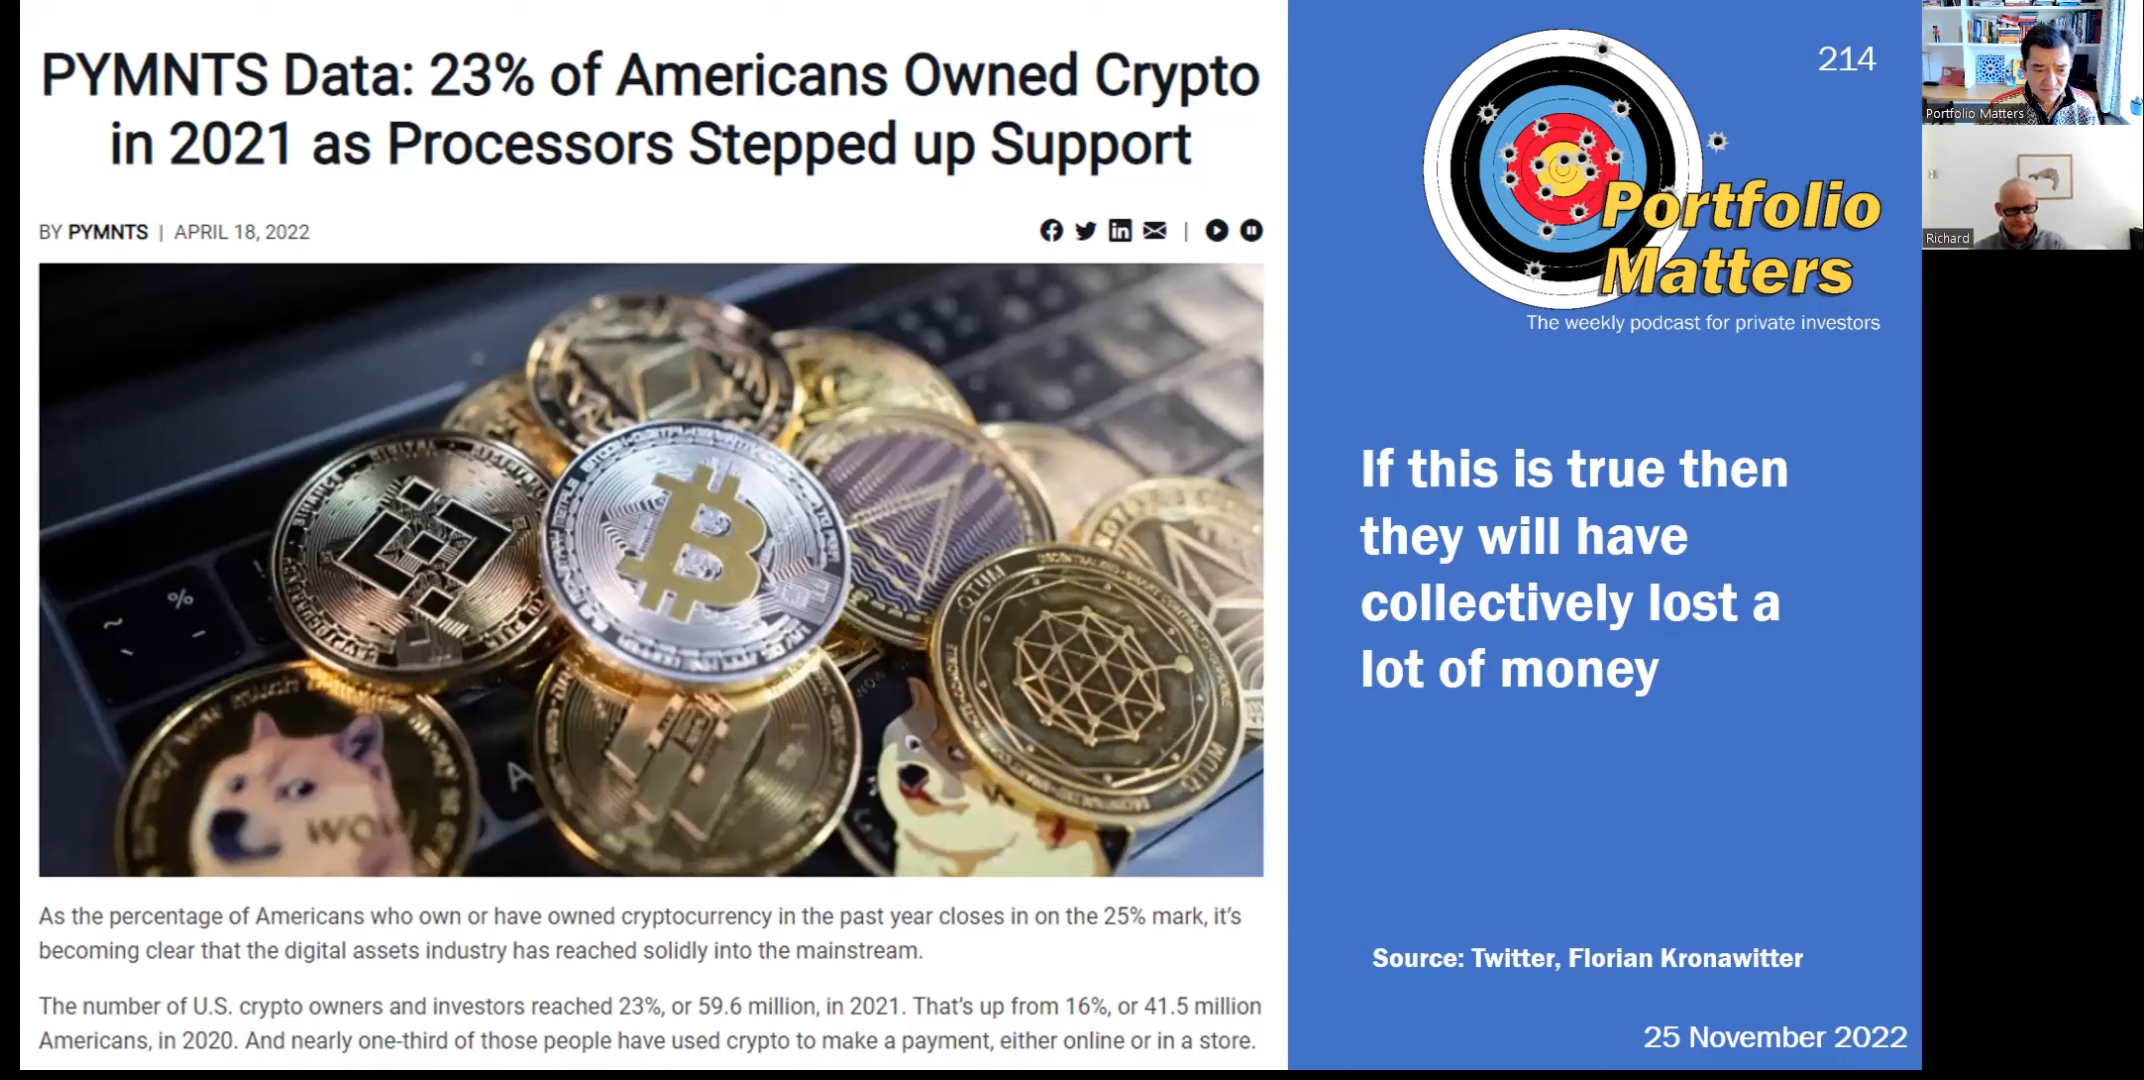 PYMNTS Data: 23% of Americans Owned Crypto
in 2021 as Processors Stepped up Support
BY PYMNTS | APRIL 18, 2022
%
~
A
WOW
As the percentage of Americans who own or have owned cryptocurrency in the past year closes in on the 25% mark, it's
becoming clear that the digital assets industry has reached solidly into the mainstream.
The number of U.S. crypto owners and investors reached 23%, or 59.6 million, in 2021. That's up from 16%, or 41.5 million
Americans, in 2020. And nearly one-third of those people have used crypto to make a payment, either online or in a store.
214
Portfolio
Matters
The weekly podcast for private investors
If this is true then
they will have
collectively lost a
lot of money
Source: Twitter, Florian Kronawitter
25 November 2022
Portfolio Matters
Richard